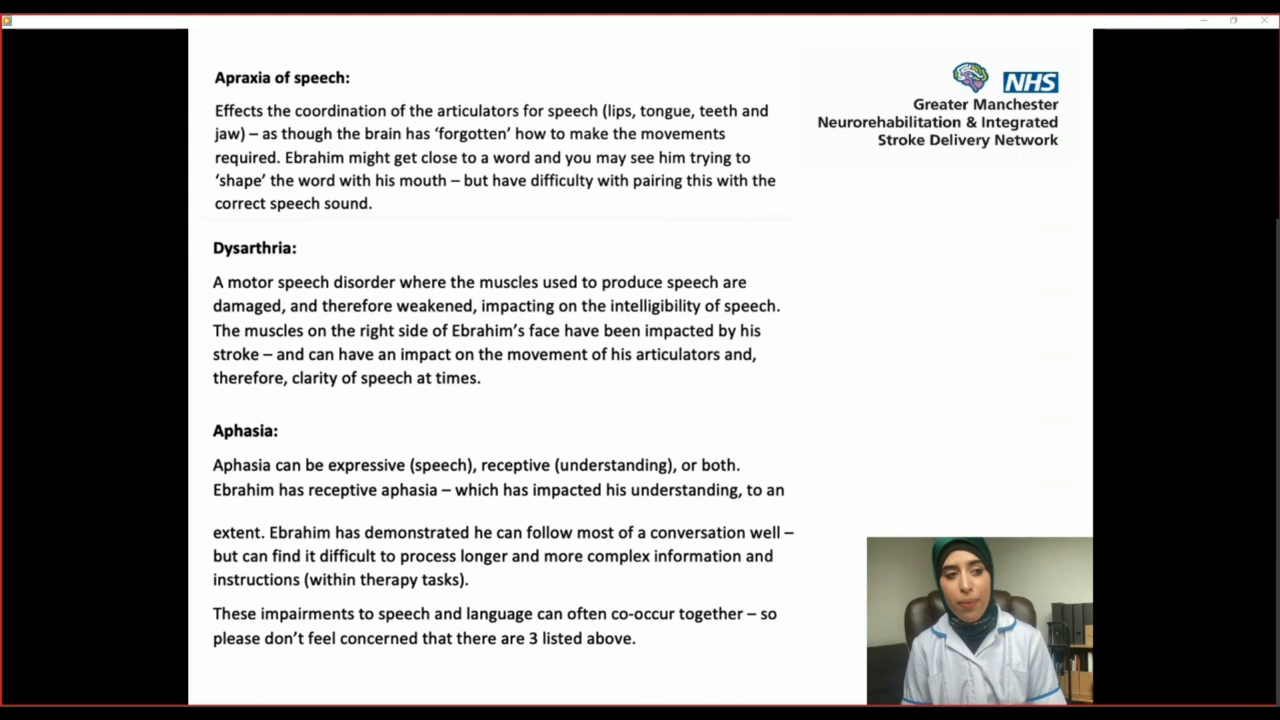 Apraxia of speech:
Effects the coordination of the articulators for speech (lips, tongue, teeth and
jaw) – as though the brain has ‘forgotten’ how to make the movements
required. Ebrahim might get close to a word and you may see him trying to
‘shape’ the word with his mouth – but have difficulty with pairing this with the
correct speech sound.
Dysarthria:
A motor speech disorder where the muscles used to produce speech are
damaged, and therefore weakened, impacting on the intelligibility of speech.
The muscles on the right side of Ebrahim’s face have been impacted by his
stroke – and can have an impact on the movement of his articulators and,
therefore, clarity of speech at times.
Aphasia:
Aphasia can be expressive (speech), receptive (understanding), or both.
Ebrahim has receptive aphasia – which has impacted his understanding, to an
extent. Ebrahim has demonstrated he can follow most of a conversation well –
but can find it difficult to process longer and more complex information and
instructions (within therapy tasks).
These impairments to speech and language can often co-occur together – so
please don’t feel concerned that there are 3 listed above.
NHS
Greater Manchester
Neurorehabilitation & Integrated
Stroke Delivery Network